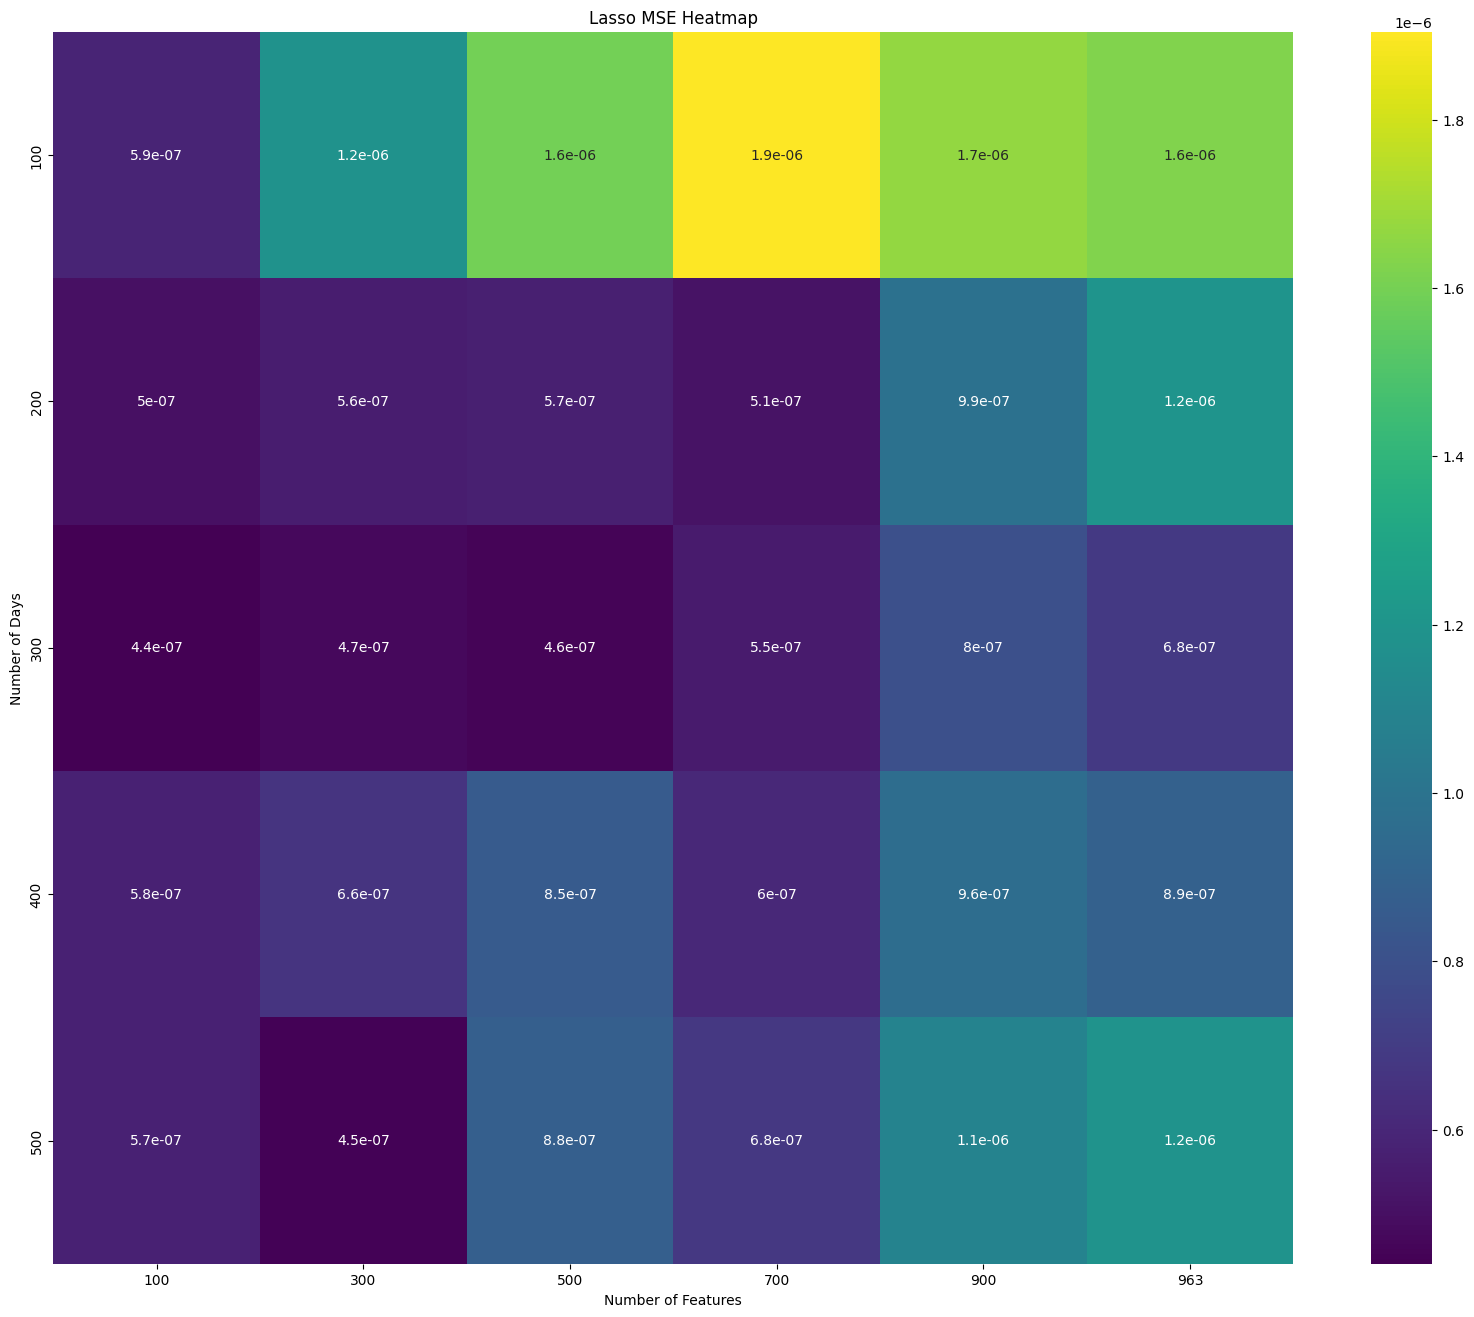 Lasso MSE Heatmap
1e−6
100 5.9e-07 1.2e-06 1.6e-06 1.9e-06 1.7e-06 1.6e-06
200 5e-07 5.6e-07 5.7e-07 5.1e-07 9.9e-07 1.2e-06
300 4.4e-07 4.7e-07 4.6e-07 5.5e-07 8e-07 6.8e-07
400 5.8e-07 6.6e-07 8.5e-07 6e-07 9.6e-07 8.9e-07
500 5.7e-07 4.5e-07 8.8e-07 6.8e-07 1.1e-06 1.2e-06
Number of Days
100 300 500 700 900 963
Number of Features
1.8
1.6
1.4
1.2
1.0
0.8
0.6